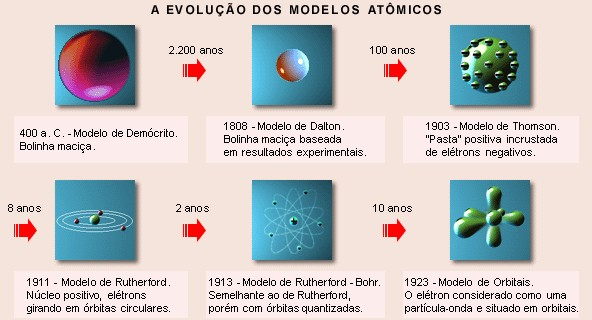 A EVOLUÇÃO DOS MODELOS ATÔMICOS
2.200 anos
100 anos
400 a. C. - Modelo de Demócrito.
Bolinha maciça.
1808 - Modelo de Dalton.
Bolinha maciça baseada
em resultados experimentais.
1903 - Modelo de Thomson.
"Pasta" positiva incrustada
de elétrons negativos.
8 anos
2 anos
10 anos
1911 - Modelo de Rutherford.
Núcleo positivo, elétrons
girando em órbitas circulares.
1913 - Modelo de Rutherford - Bohr.
Semelhante ao de Rutherford,
porém com órbitas quantizadas.
1923 - Modelo de Orbitais.
O elétron considerado como uma
partícula-onda e situado em orbitais.